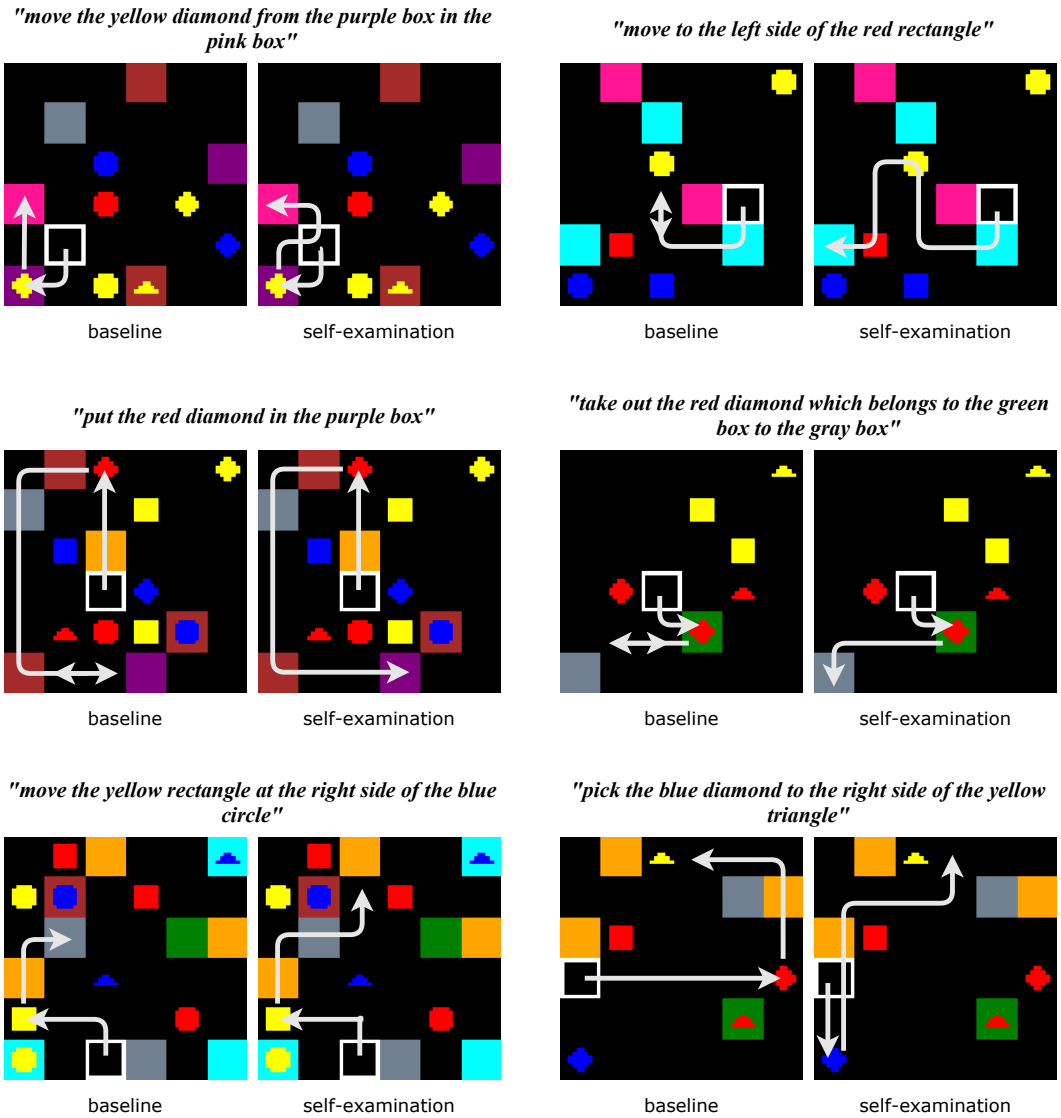 "move the yellow diamond from the purple box in the
pink box"
"move to the left side of the red rectangle"
baseline
self-examination
baseline
self-examination
"put the red diamond in the purple box"
"take out the red diamond which belongs to the green
box to the gray box"
baseline
self-examination
baseline
self-examination
"move the yellow rectangle at the right side of the blue
circle"
"pick the blue diamond to the right side of the yellow
triangle"
baseline
self-examination
baseline
self-examination